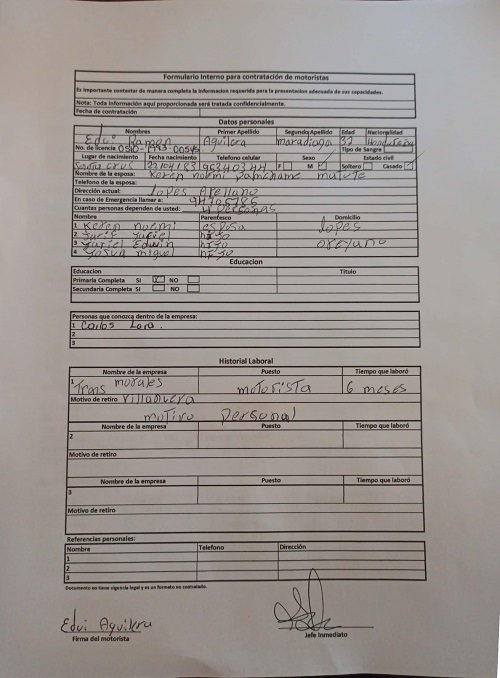 Formulario Interno para contratación de motoristas
Es importante contestar de manera completa la informacion requerida para la presentacion adecuada de sus capacidades.
Nota: Toda información aquí proporcionada será tratada confidencialmente.
Fecha de contratación
Datos personales
Edvi Ramon Aguilera maradiaga 32 Hondureña
Nombres Primer Apellido Segundo Apellido Edad Nacionalidad
No. de licencia Tipo de Sangre
Lugar de nacimiento Fecha nacimiento Telefono celular Sexo Estado civil
Santa cruz 95340344 F M Soltero Casado
Nombre de la esposa: Keren noemi matute
Telefono de la esposa:
Dirección actual: lopes Arellano
En caso de Emergencia llamar a:
Cuantas personas dependen de usted: 4 Personas
Nombre Parentesco Domicilio
1 Keren noemi esposa lopes
2 hijo
3 Yariel Edwin hijo
4 miguel hijo
Educacion
Educacion Título
Primaria Completa SI NO
Secundaria Completa SI NO
Personas que conozca dentro de la empresa:
1 Carlos Lara.
2
3
Historial Laboral
Nombre de la empresa Puesto Tiempo que laboró
1 Trans morales motorista 6 meses
Motivo de retiro Villanueva
motivo personal
Nombre de la empresa Puesto Tiempo que laboró
2
Motivo de retiro
Nombre de la empresa Puesto Tiempo que laboró
3
Motivo de retiro
Referencias personales:
Nombre Telefono Dirección
1
2
3
Documento no tiene vigencia legal y es un formato no controlado.
Edvi Aguilera
Firma del motorista Jefe Inmediato